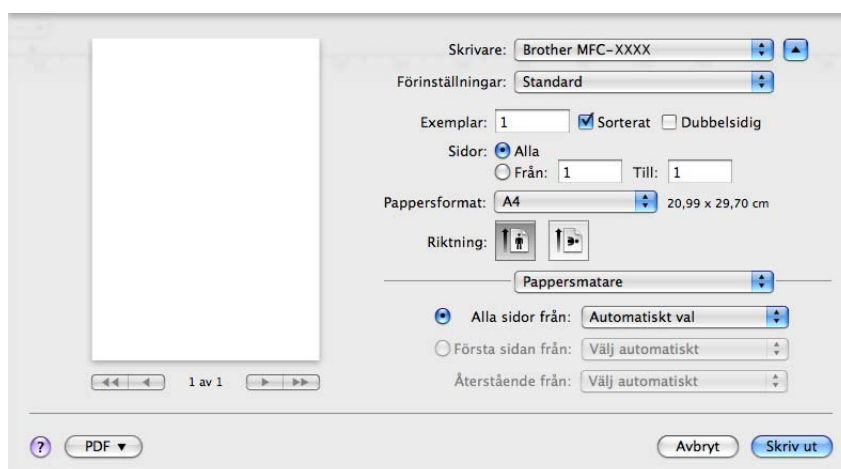 Skrivare: Brother MFC-XXXX
Förinställningar: Standard
Exemplar: 1 Sorterat Dubbelsidig
Sidor: Alla
Från: 1 Till: 1
Pappersformat: A4 20,99 x 29,70 cm
Riktning:
Pappersmatare
Alla sidor från: Automatiskt val
Första sidan från: Välj automatiskt
Återstående från: Välj automatiskt
1 av 1
? PDF ▼ Avbryt Skriv ut